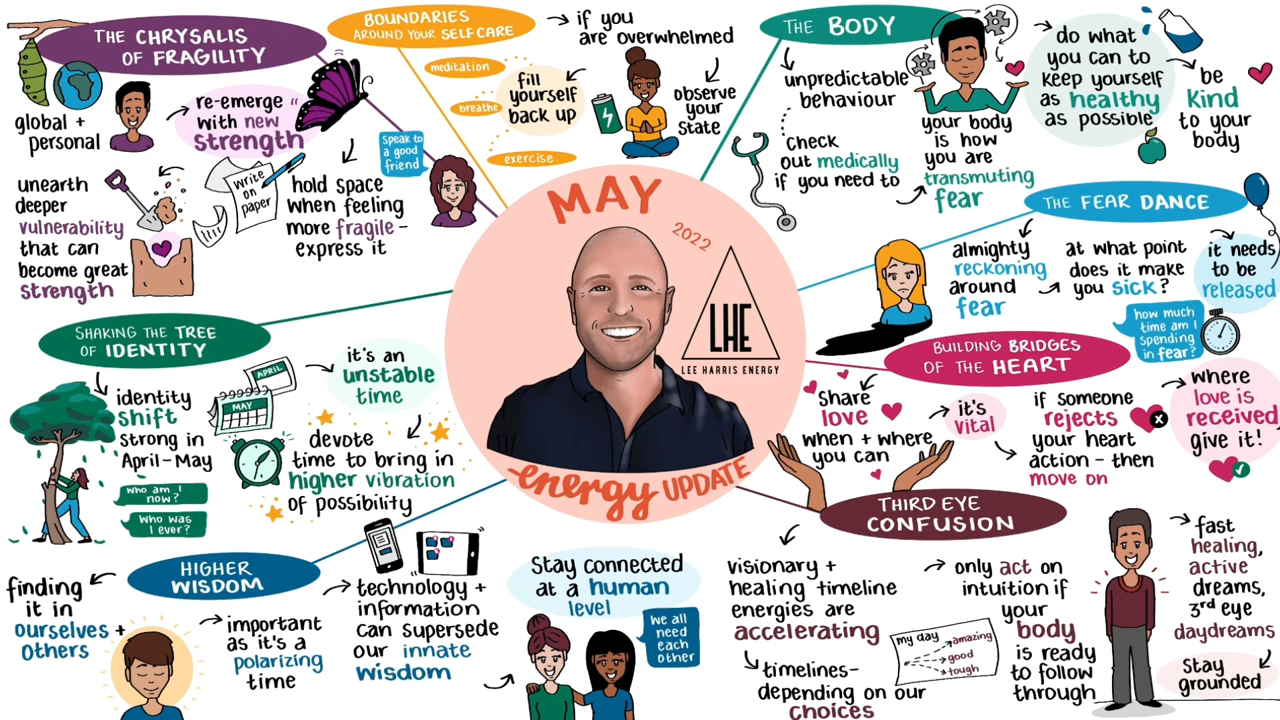 THE CHRYSALIS
OF FRAGILITY
global +
personal
re-emerge
with new
strength
unearth
deeper
vulnerability
that can
become great
strength
Write
on
paper
hold space
when feeling
more fragile -
express it
speak to
a good
friend
BOUNDARIES
AROUND YOUR SELF CARE
if you
are overwhelmed
observe
your
state
fill
yourself
back up
meditation
breathe
exercise
THE BODY
unpredictable
behaviour
check
out medically
if you need to
your body
is how
you are
transmuting
fear
do what
you can to
keep yourself
as healthy
as possible
be
kind
to your
body
THE FEAR DANCE
almighty
reckoning
around
fear
at what point
does it make
you sick?
it needs
to be
released
how much
time am I
spending
in fear?
MAY
2022
LHE
LEE HARRIS ENERGY
energy UPDATE
SHAKING THE TREE
OF IDENTITY
identity
shift
strong in
April-May
Who am I
now?
Who was
I ever?
APRIL
MAY
it's an
unstable
time
devote
time to bring in
higher vibration
of possibility
BUILDING BRIDGES
OF THE HEART
Share
love
when + where
you can
it's
vital
if someone
rejects
your heart
action - then
move on
where
love is
received,
give it!
HIGHER
WISDOM
finding
it in
ourselves +
others
important
as it's a
polarizing
time
technology +
information
can supersede
our innate
wisdom
Stay connected
at a human
level
We all
need
each
other
THIRD EYE
CONFUSION
visionary +
healing timeline
energies are
accelerating
timelines-
depending on our
choices
my day
amazing
good
tough
only act on
intuition if
your
body
is ready
to follow
through
fast
healing,
active
dreams,
3rd eye
daydreams
Stay
grounded